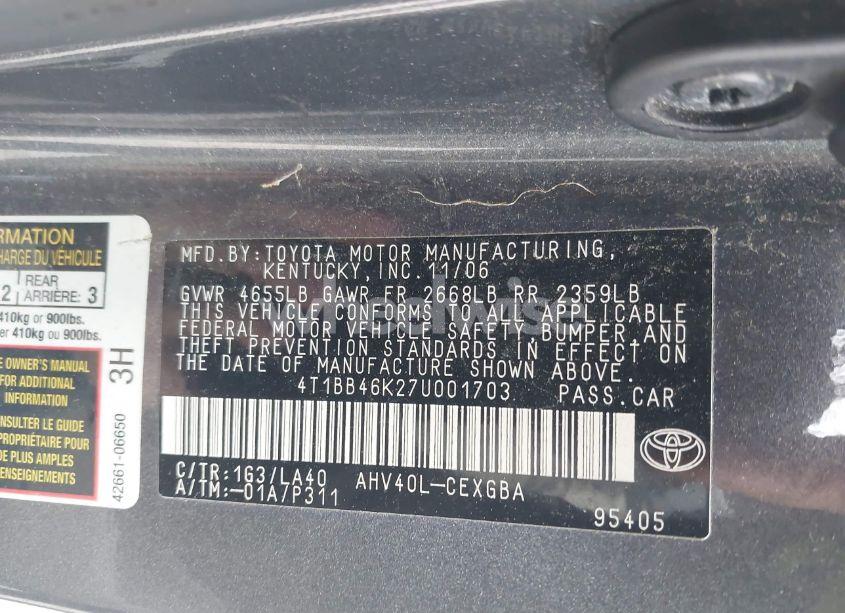 RMATION
HARGE DU VÉHICULE
2 REAR ARRIÈRE: 3
410kg or 900lbs.
er 410kg ou 900lbs.
E OWNER'S MANUAL
FOR ADDITIONAL
INFORMATION
NSULTER LE GUIDE
PROPRIÉTAIRE POUR
DE PLUS AMPLES
ENSEIGNEMENTS
3H
42661-06650
MFD.BY:TOYOTA MOTOR MANUFACTURING,
KENTUCKY,INC.11/06
GVWR 4655LB GAWR FR 2668LB RR 2359LB
THIS VEHICLE CONFORMS TO ALL APPLICABLE
FEDERAL MOTOR VEHICLE SAFETY,BUMPER,AND
THEFT PREVENTION STANDARDS IN EFFECT ON
THE DATE OF MANUFACTURE SHOWN ABOVE.
4T1BB46K27U001703 PASS.CAR
C/TR:1G3/LA40 AHV40L-CEXGBA
A/TM:-01A/P311
95405